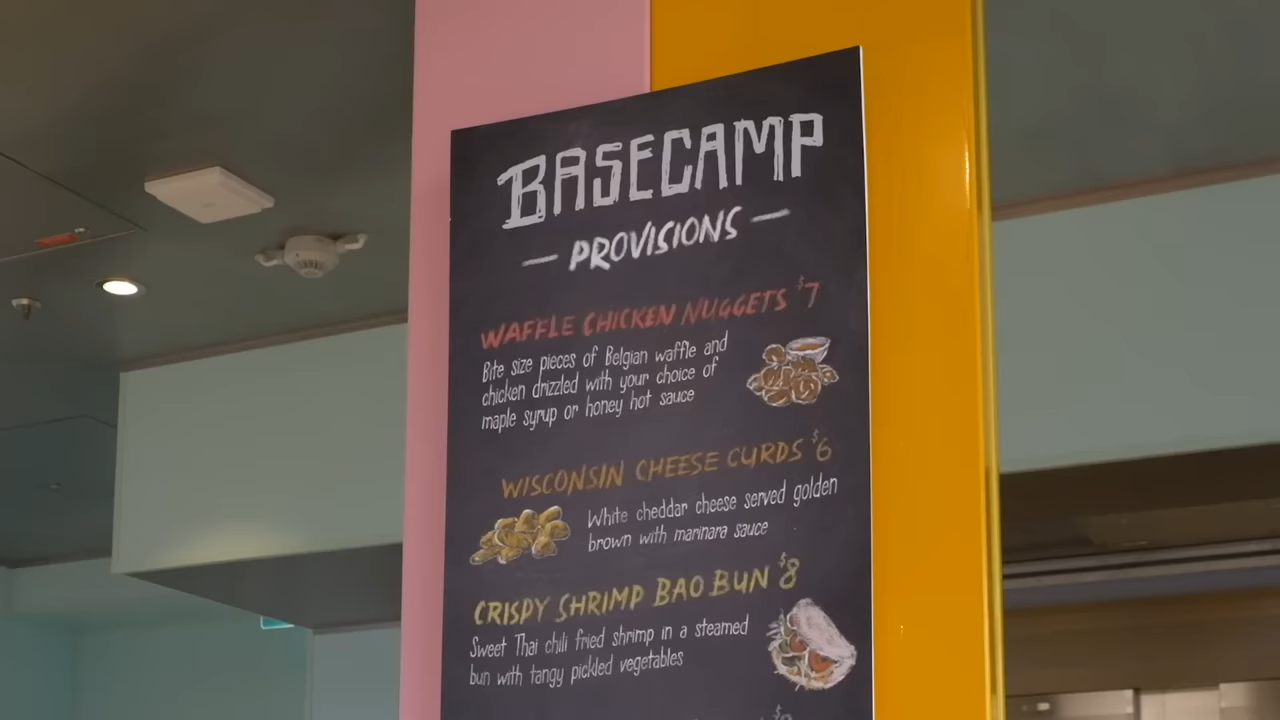 BASECAMP
— PROVISIONS —
WAFFLE CHICKEN NUGGETS $7
Bite size pieces of Belgian waffle and
chicken drizzled with your choice of
maple syrup or honey hot sauce
WISCONSIN CHEESE CURDS $6
White cheddar cheese served golden
brown with marinara sauce
CRISPY SHRIMP BAO BUN $8
Sweet Thai chili fried shrimp in a steamed
bun with tangy pickled vegetables